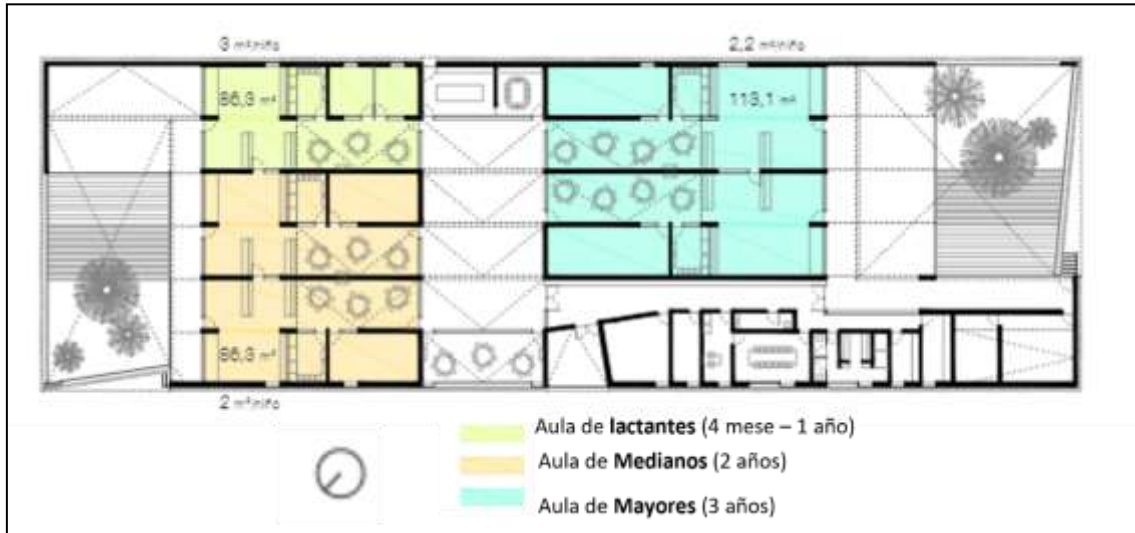 3 m²/niño
2,2 m²/niño
86,3 m²
113,1 m²
86,3 m²
2 m²/niño
Aula de lactantes (4 mese – 1 año)
Aula de Medianos (2 años)
Aula de Mayores (3 años)